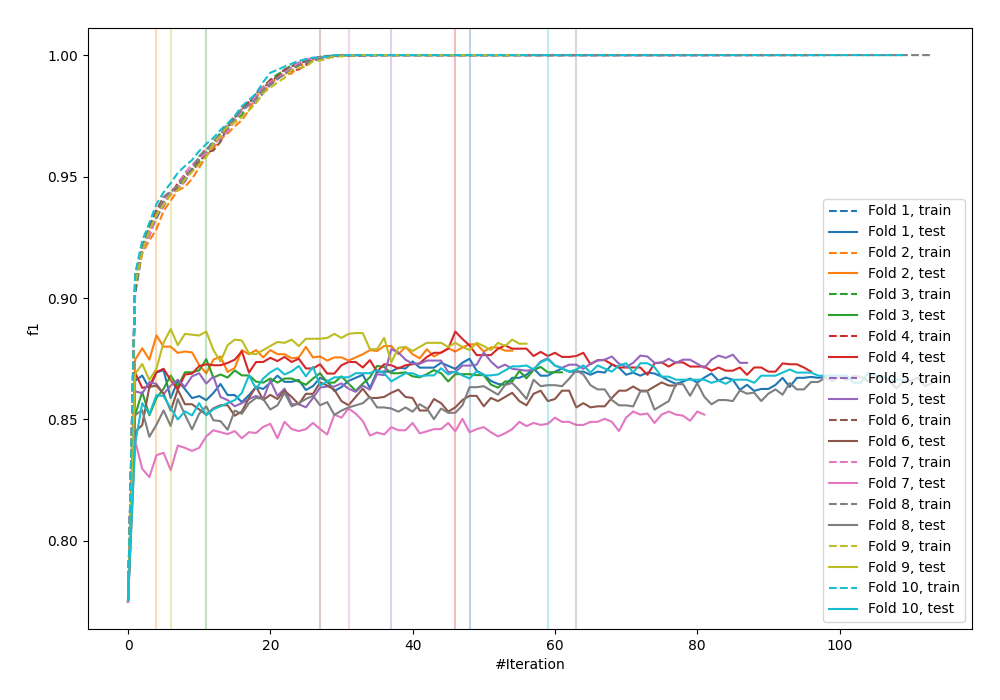 1.00
0.95
0.90
0.85
0.80
f1
0
20
40
60
80
100
#Iteration
Fold 1, train
Fold 1, test
Fold 2, train
Fold 2, test
Fold 3, train
Fold 3, test
Fold 4, train
Fold 4, test
Fold 5, train
Fold 5, test
Fold 6, train
Fold 6, test
Fold 7, train
Fold 7, test
Fold 8, train
Fold 8, test
Fold 9, train
Fold 9, test
Fold 10, train
Fold 10, test